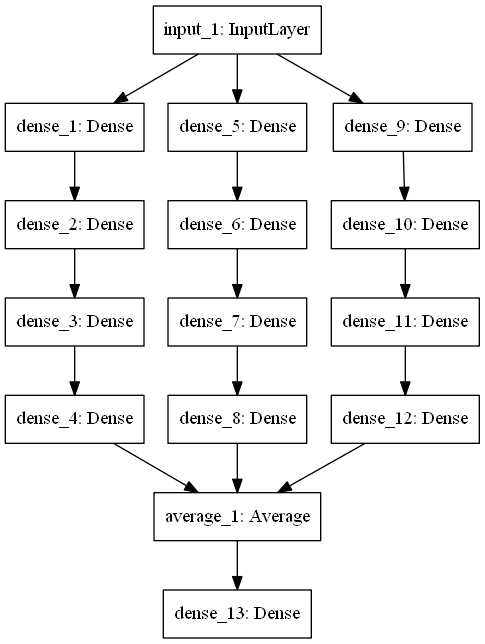 input_1: InputLayer
dense_1: Dense
dense_5: Dense
dense_9: Dense
dense_2: Dense
dense_6: Dense
dense_10: Dense
dense_3: Dense
dense_7: Dense
dense_11: Dense
dense_4: Dense
dense_8: Dense
dense_12: Dense
average_1: Average
dense_13: Dense